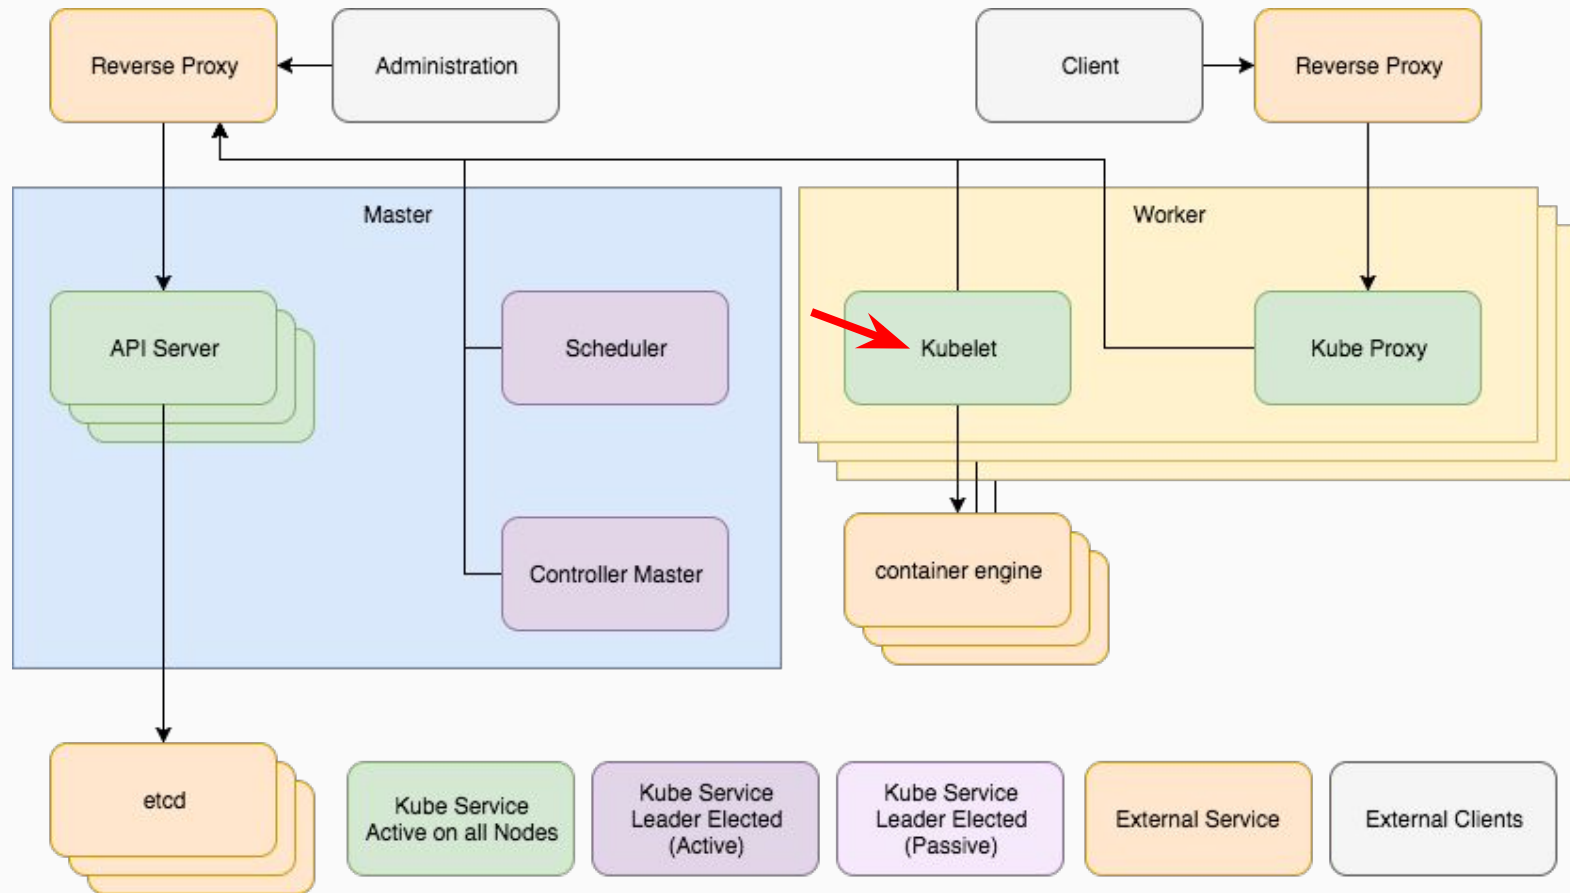 Reverse Proxy
Administration
Client
Reverse Proxy
Master
Worker
API Server
Scheduler
Kubelet
Kube Proxy
Controller Master
container engine
etcd
Kube Service
Active on all Nodes
Kube Service
Leader Elected
(Active)
Kube Service
Leader Elected
(Passive)
External Service
External Clients